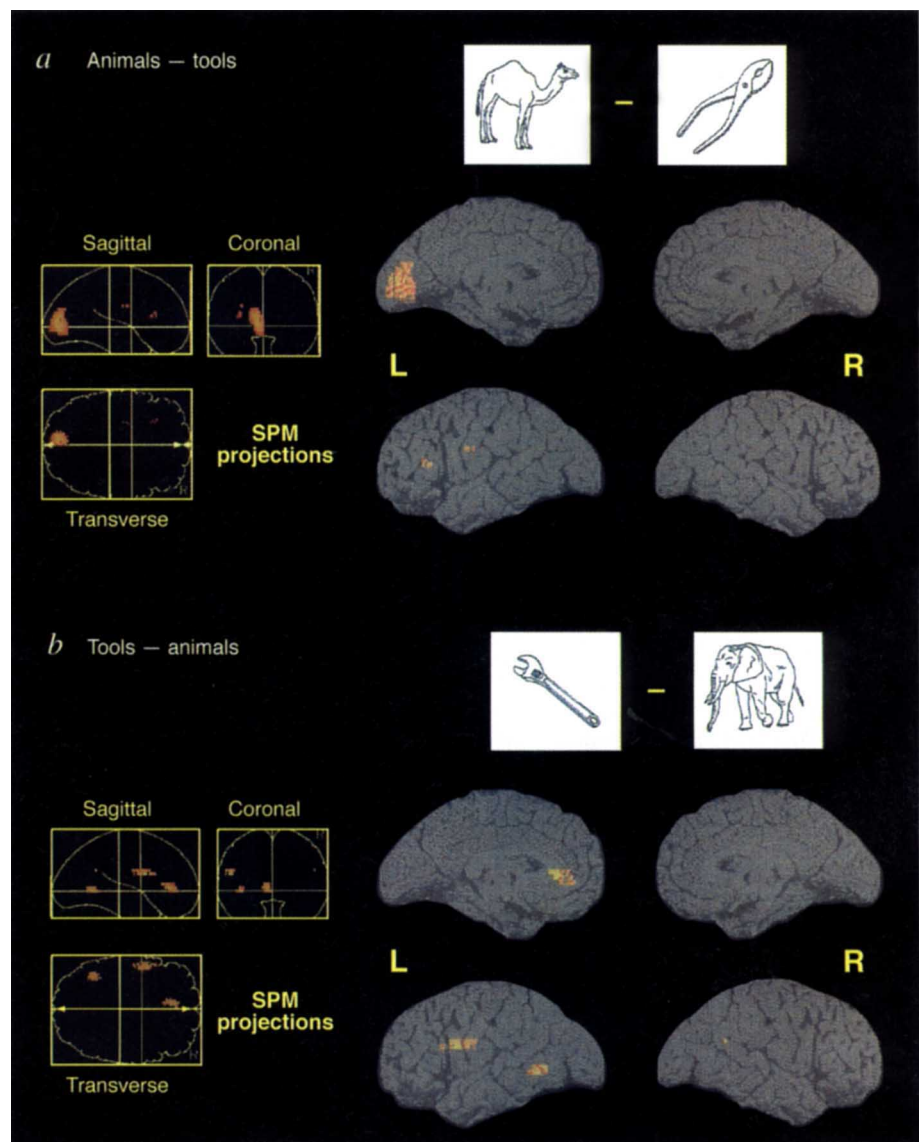 a Animals — tools
Sagittal Coronal
R
L R
SPM
projections
R
Transverse
b Tools — animals
Sagittal Coronal
L R
SPM
projections
Transverse